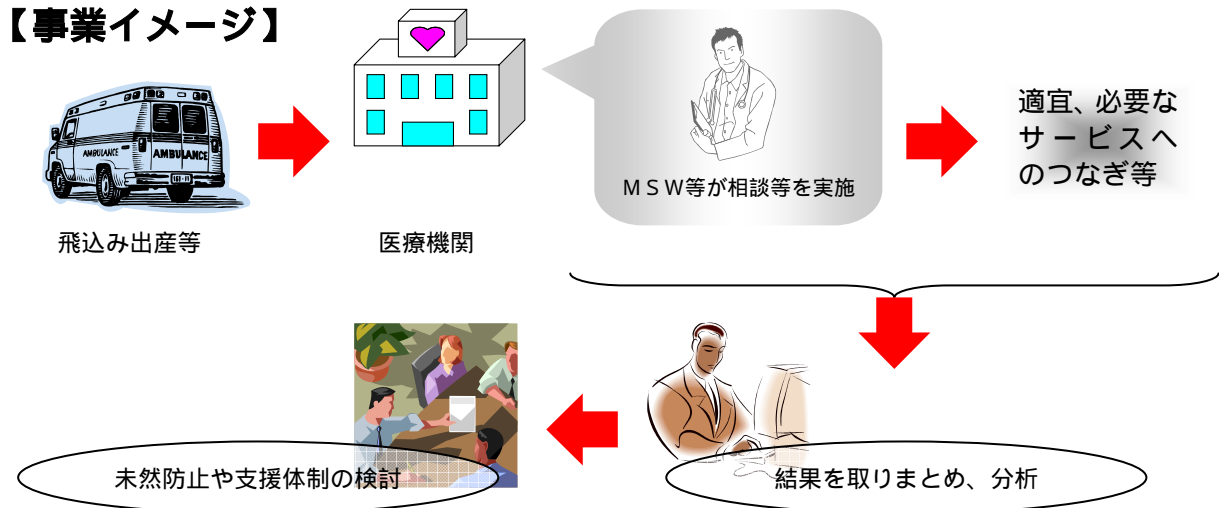 【事業イメージ】
AMBULANCE
AMBULANCE
飛込み出産等
医療機関
MSW等が相談等を実施
適宜、必要な
サービスへ
のつなぎ等
未然防止や支援体制の検討
結果を取りまとめ、分析